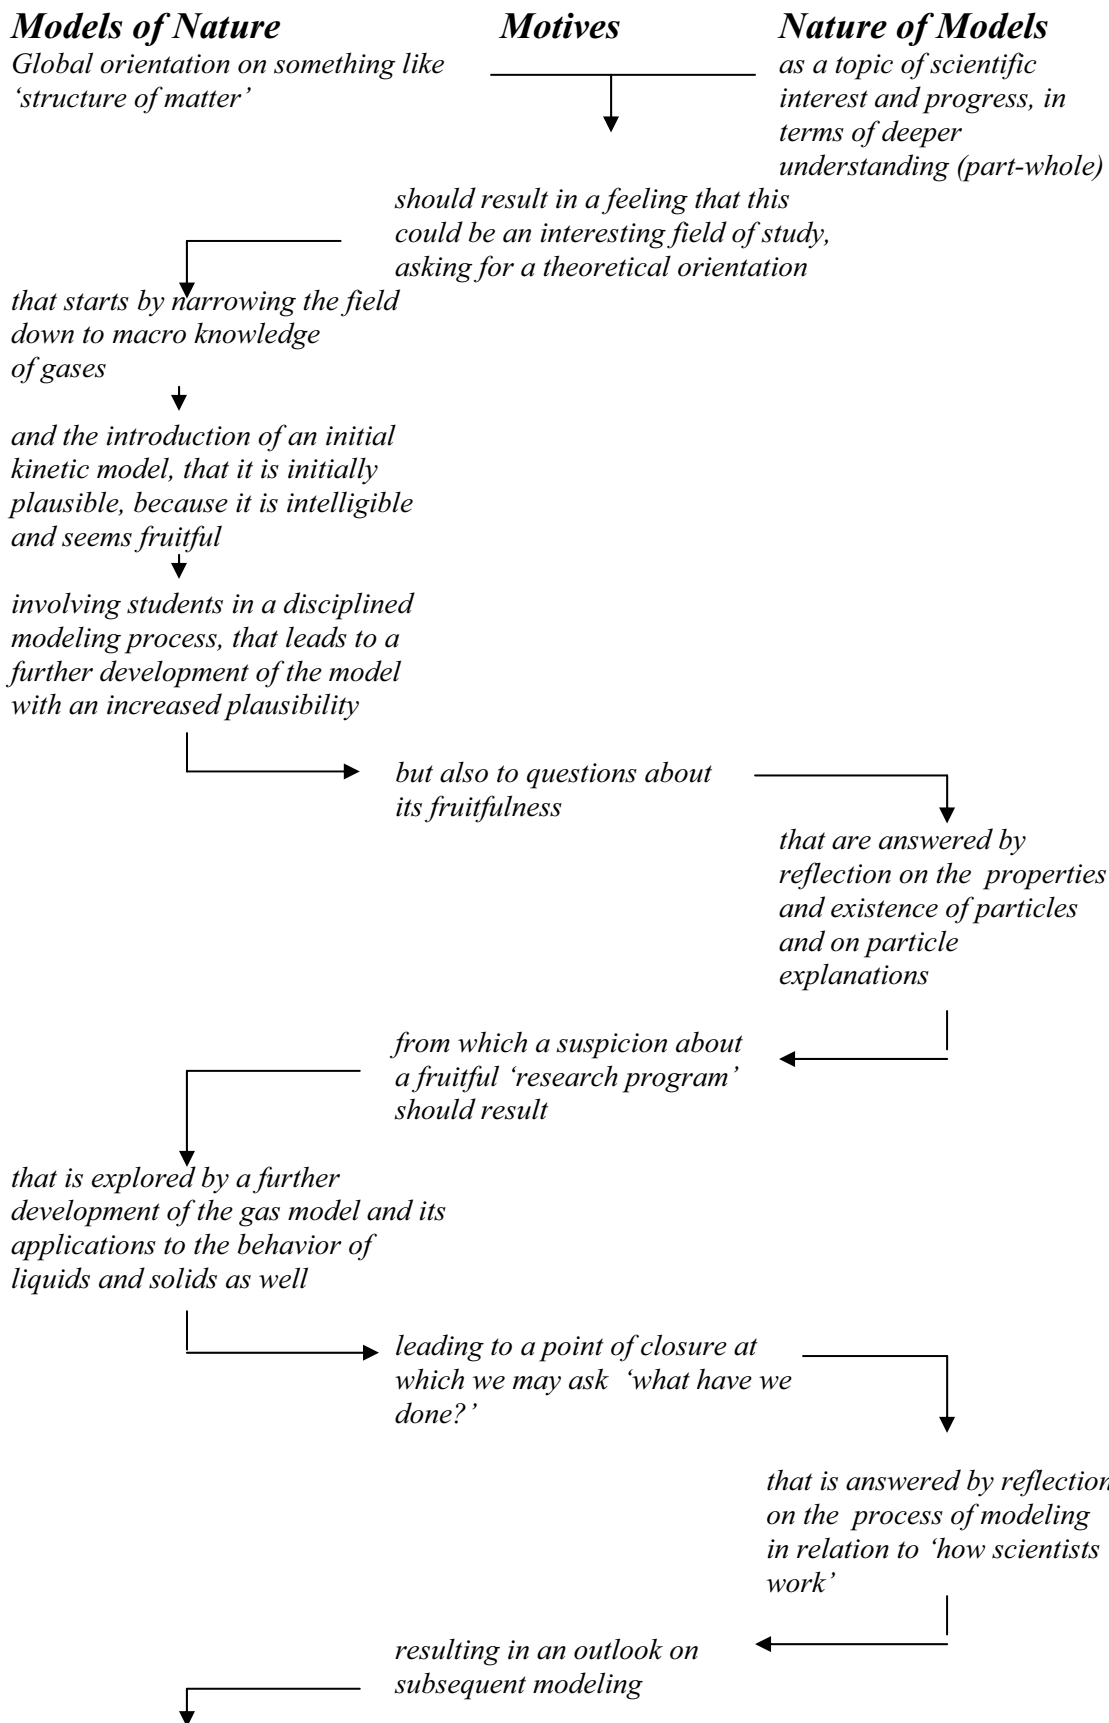 Models of Nature
Motives
Nature of Models
Global orientation on something like
‘structure of matter’
as a topic of scientific
interest and progress, in
terms of deeper
understanding (part-whole)
should result in a feeling that this
could be an interesting field of study,
asking for a theoretical orientation
that starts by narrowing the field
down to macro knowledge
of gases
and the introduction of an initial
kinetic model, that it is initially
plausible, because it is intelligible
and seems fruitful
involving students in a disciplined
modeling process, that leads to a
further development of the model
with an increased plausibility
but also to questions about
its fruitfulness
that are answered by
reflection on the properties
and existence of particles
and on particle
explanations
from which a suspicion about
a fruitful ‘research program’
should result
that is explored by a further
development of the gas model and its
applications to the behavior of
liquids and solids as well
leading to a point of closure at
which we may ask ‘what have we
done?’
that is answered by reflection
on the process of modeling
in relation to ‘how scientists
work’
resulting in an outlook on
subsequent modeling